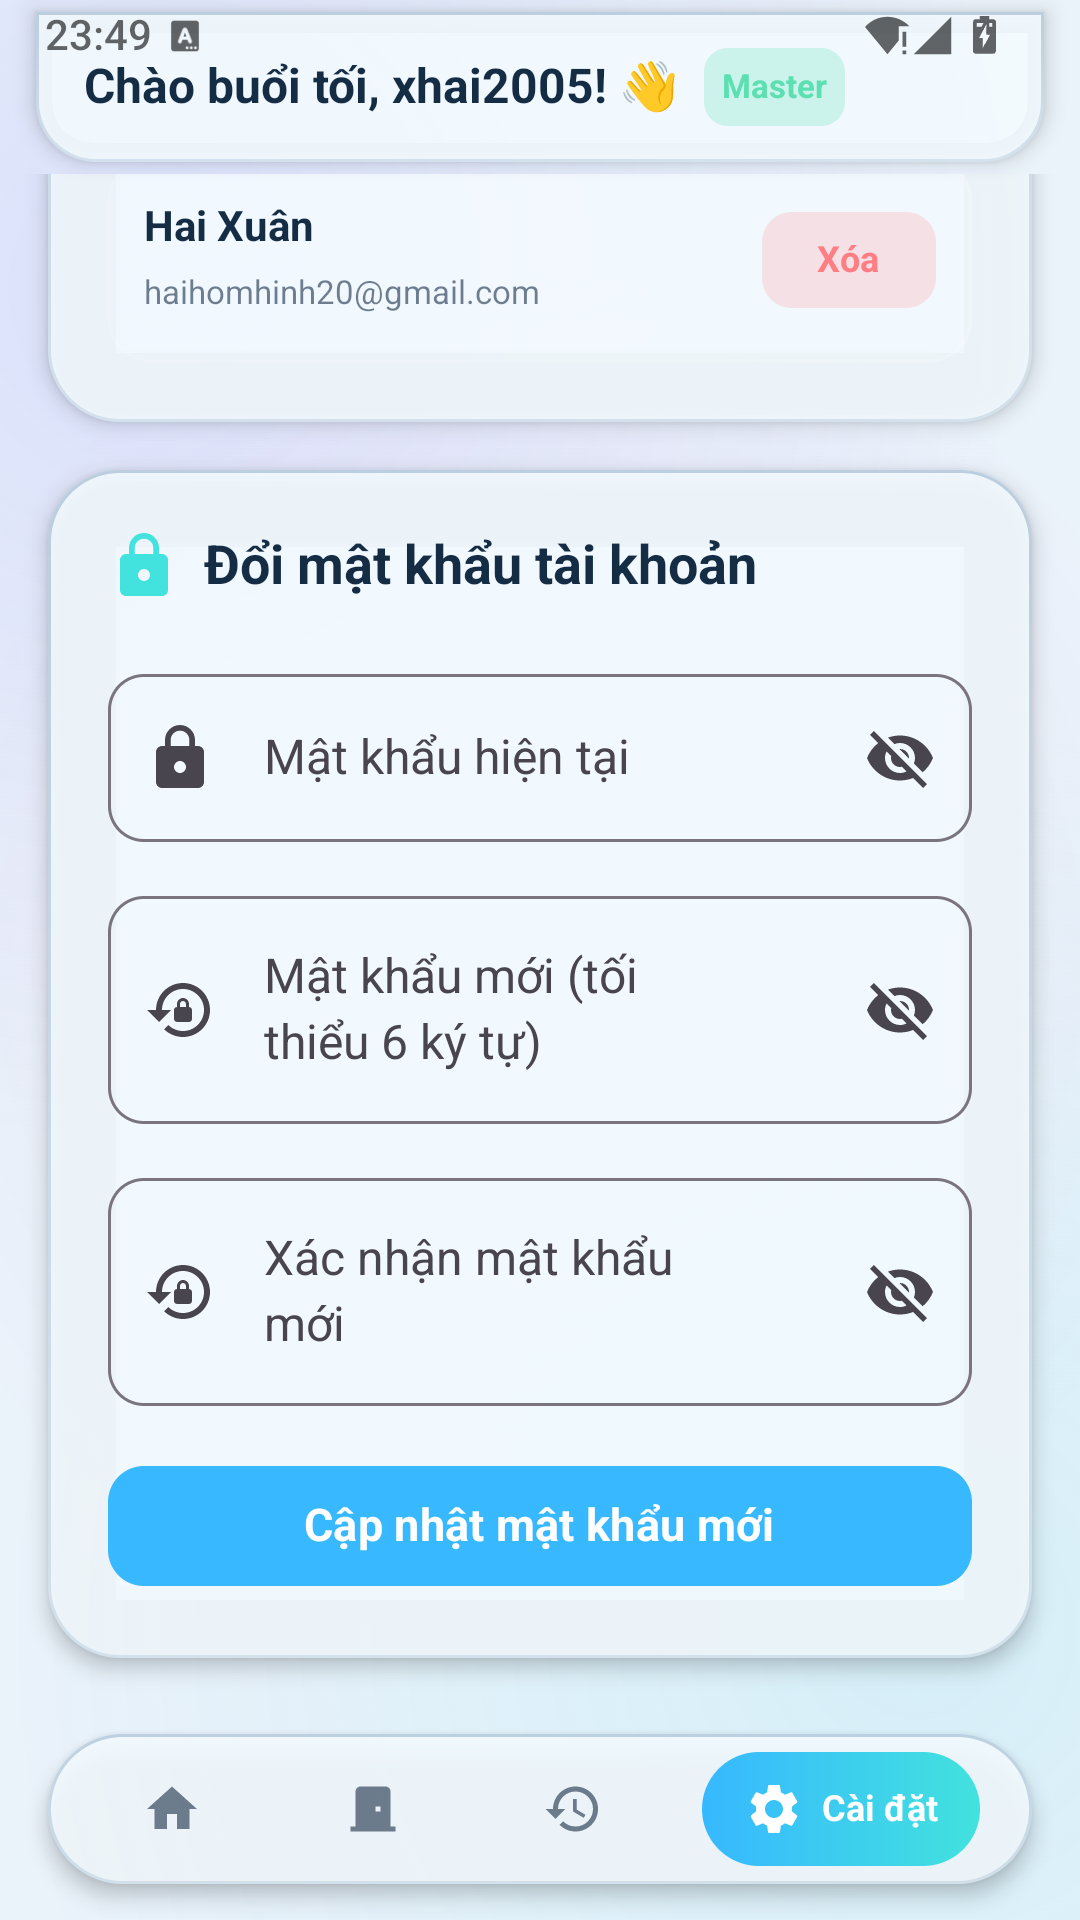 23:49
Chào buổi tối, xhai2005! 👋 Master
Hai Xuân
haihomhinh20@gmail.com
Xóa
Đổi mật khẩu tài khoản
Mật khẩu hiện tại
Mật khẩu mới (tối
thiểu 6 ký tự)
Xác nhận mật khẩu
mới
Cập nhật mật khẩu mới
Cài đặt